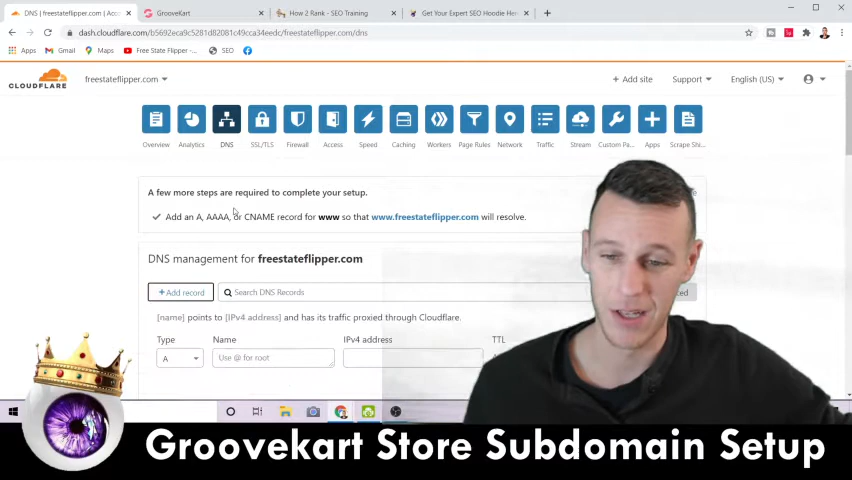 DNS | freestateflipper.com | Acc
GrooveKart
How 2 Rank - SEO Training
Get Your Expert SEO Hoodie Her
dash.cloudflare.com/b5692eca9c5281d82081c49cca34eedc/freestateflipper.com/dns
Apps
Gmail
Maps
Free State Flipper -
SEO
CLOUDFLARE
freestateflipper.com
+ Add site
Support
English (US)
Overview
Analytics
DNS
SSL/TLS
Firewall
Access
Speed
Caching
Workers
Page Rules
Network
Traffic
Stream
Custom Pa...
Apps
Scrape Shi...
A few more steps are required to complete your setup.
Add an A, AAAA, or CNAME record for www so that www.freestateflipper.com will resolve.
DNS management for freestateflipper.com
+Add record
Search DNS Records
[name] points to [IPv4 address] and has its traffic proxied through Cloudflare.
Type
Name
IPv4 address
TTL
A
Use @ for root
Groovekart Store Subdomain Setup